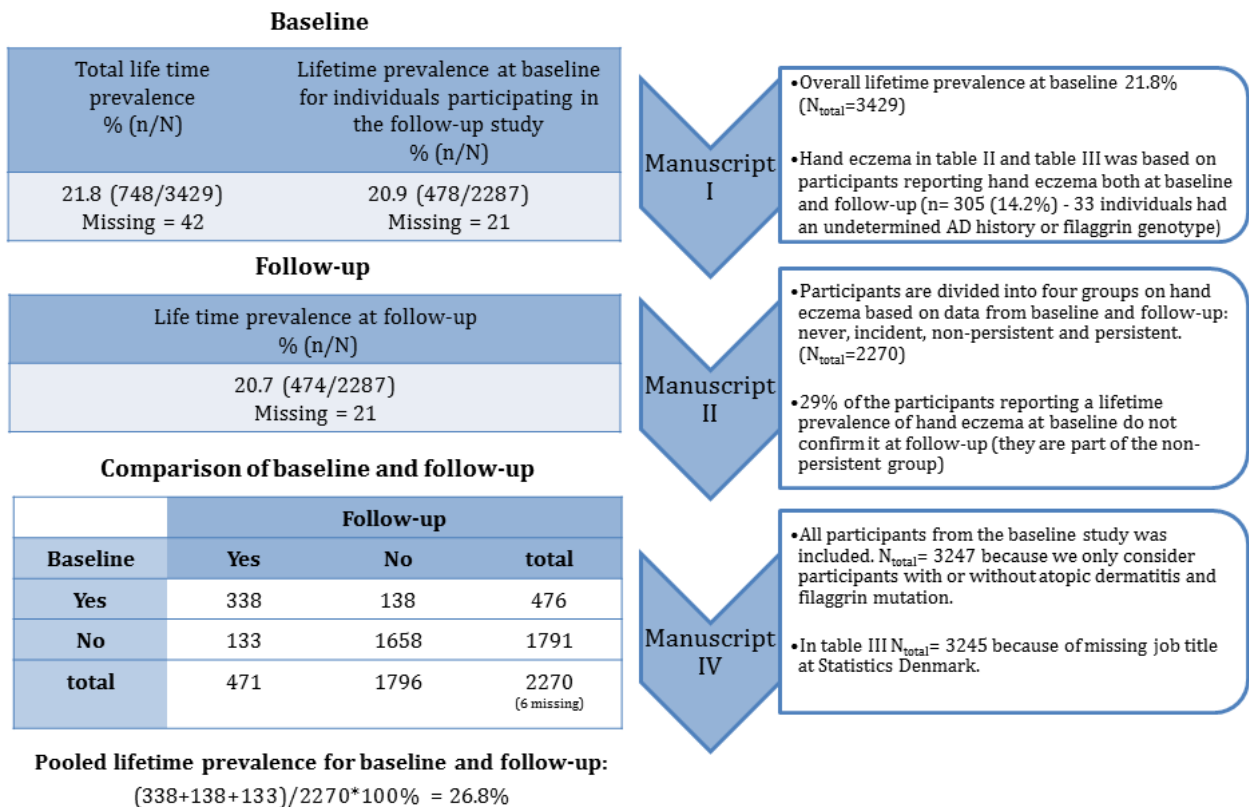 Baseline
Total life time
prevalence
% (n/N)
Lifetime prevalence at baseline
for individuals participating in
the follow-up study
% (n/N)
21.8 (748/3429)
Missing = 42
20.9 (478/2287)
Missing = 21
Follow-up
Life time prevalence at follow-up
% (n/N)
20.7 (474/2287)
Missing = 21
Comparison of baseline and follow-up
Follow-up
Baseline Yes No total
Yes 338 138 476
No 133 1658 1791
total 471 1796 2270
(6 missing)
Pooled lifetime prevalence for baseline and follow-up:
(338+138+133)/2270*100% = 26.8%
Manuscript
I
•Overall lifetime prevalence at baseline 21.8%
(Ntotal=3429)
•Hand eczema in table II and table III was based on
participants reporting hand eczema both at baseline
and follow-up (n= 305 (14.2%) - 33 individuals had
an undetermined AD history or filaggrin genotype)
Manuscript
II
•Participants are divided into four groups on hand
eczema based on data from baseline and follow-up:
never, incident, non-persistent and persistent.
(Ntotal=2270)
•29% of the participants reporting a lifetime
prevalence of hand eczema at baseline do not
confirm it at follow-up (they are part of the non-
persistent group)
Manuscript
IV
•All participants from the baseline study was
included. Ntotal= 3247 because we only consider
participants with or without atopic dermatitis and
filaggrin mutation.
•In table III Ntotal= 3245 because of missing job title
at Statistics Denmark.